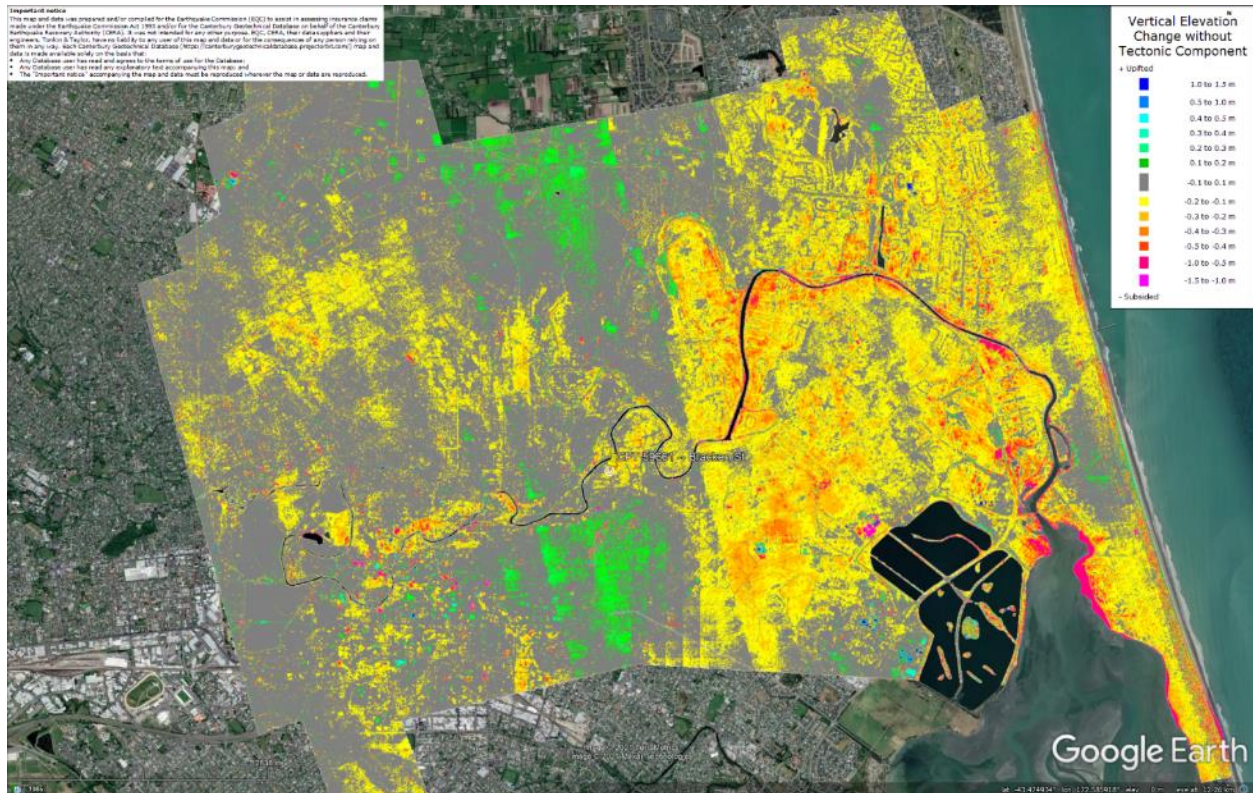 Important notice
This map and data was prepared and/or compiled for the Earthquake Commission (EQC) to assist in assessing insurance claims
made under the Earthquake Commission Act 1993 and/or for the Canterbury Geotechnical Database on behalf of the Canterbury
Earthquake Recovery Authority (CERA). It was not intended for any other purpose. EQC, CERA, their data suppliers and their
engineers, Tonkin & Taylor, have no liability to any user of this map and data or for the consequences of any person relying on
them in any way. Each Canterbury Geotechnical Database (https://canterburygeotechnicaldatabase.projectorbit.com/) map and
data is made available solely on the basis that:
• Any Database user has read and agrees to the terms of use for the Database;
• Any Database user has read any explanatory text accompanying this map; and
• The "Important notice" accompanying the map and data must be reproduced wherever the map or data are reproduced.
N
Vertical Elevation
Change without
Tectonic Component
+ Uplifted
1.0 to 1.5 m
0.5 to 1.0 m
0.4 to 0.5 m
0.3 to 0.4 m
0.2 to 0.3 m
0.1 to 0.2 m
-0.1 to 0.1 m
-0.2 to -0.1 m
-0.3 to -0.2 m
-0.4 to -0.3 m
-0.5 to -0.4 m
-1.0 to -0.5 m
-1.5 to -1.0 m
- Subsided
Google Earth